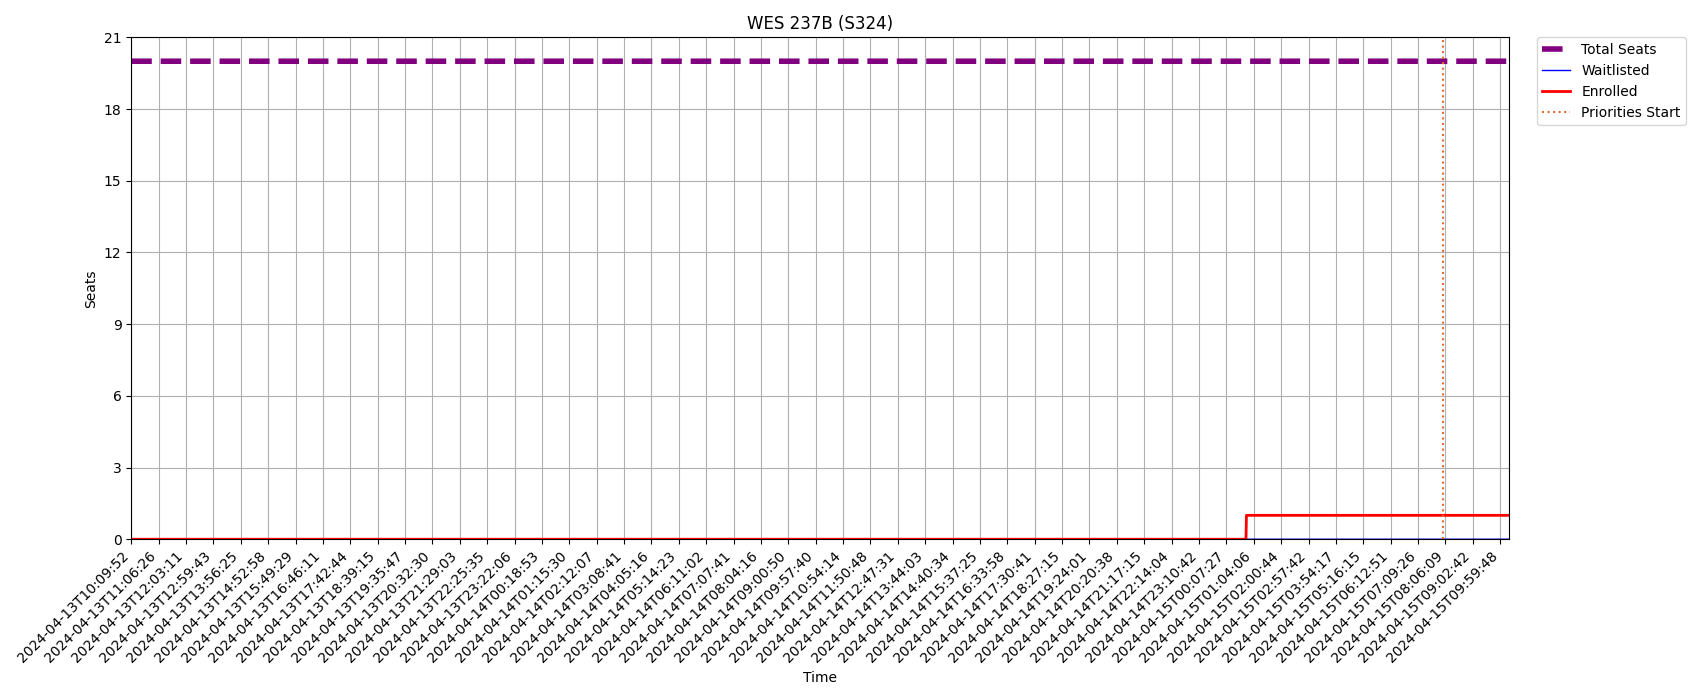 WES 237B (S324)
21
18
15
12
9
6
3
0
Seats
2024-04-13T10:09:52
2024-04-13T11:06:26
2024-04-13T12:03:11
2024-04-13T12:59:43
2024-04-13T13:56:25
2024-04-13T14:52:58
2024-04-13T15:49:29
2024-04-13T16:46:11
2024-04-13T17:42:44
2024-04-13T18:39:15
2024-04-13T19:35:47
2024-04-13T20:32:30
2024-04-13T21:29:03
2024-04-13T22:25:35
2024-04-13T23:22:06
2024-04-14T00:18:53
2024-04-14T01:15:30
2024-04-14T02:12:07
2024-04-14T03:08:41
2024-04-14T04:05:16
2024-04-14T05:14:23
2024-04-14T06:11:02
2024-04-14T07:07:41
2024-04-14T08:04:16
2024-04-14T09:00:50
2024-04-14T09:57:40
2024-04-14T10:54:14
2024-04-14T11:50:48
2024-04-14T12:47:31
2024-04-14T13:44:03
2024-04-14T14:40:34
2024-04-14T15:37:25
2024-04-14T16:33:58
2024-04-14T17:30:41
2024-04-14T18:27:15
2024-04-14T19:24:01
2024-04-14T20:20:38
2024-04-14T21:17:15
2024-04-14T22:14:04
2024-04-14T23:10:42
2024-04-15T00:07:27
2024-04-15T01:04:06
2024-04-15T02:00:44
2024-04-15T02:57:42
2024-04-15T03:54:17
2024-04-15T05:16:15
2024-04-15T06:12:51
2024-04-15T07:09:26
2024-04-15T08:06:09
2024-04-15T09:02:42
2024-04-15T09:59:48
Time
Total Seats
Waitlisted
Enrolled
Priorities Start